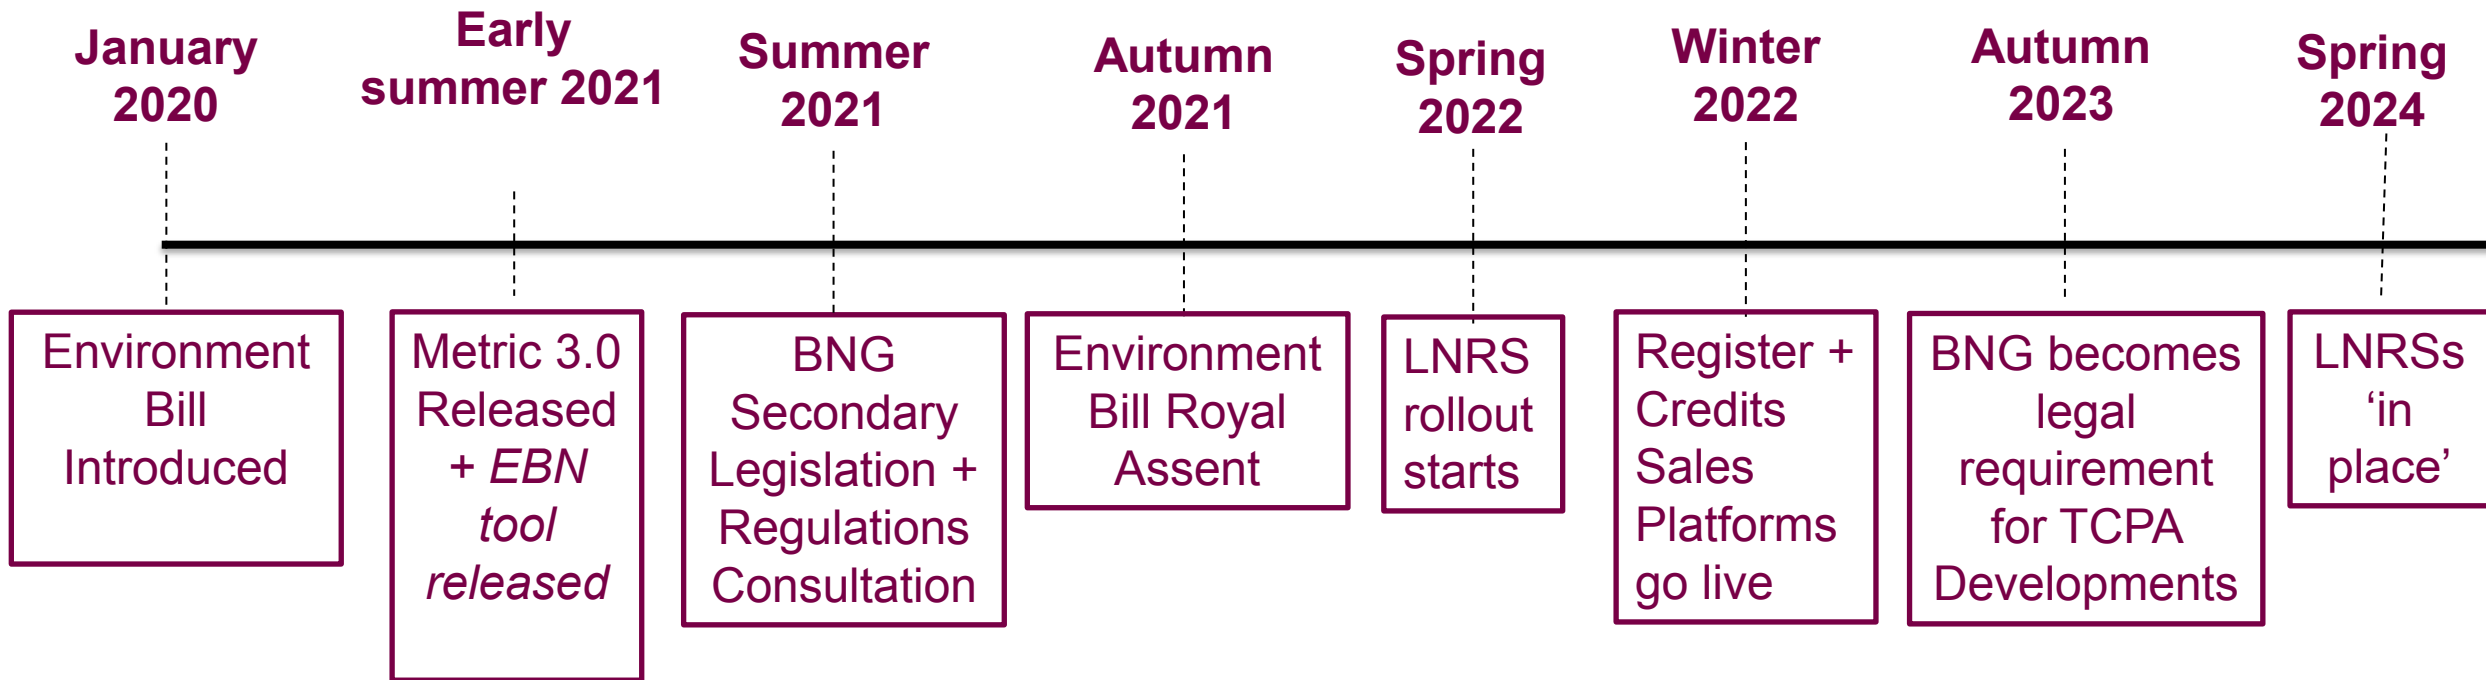 January
2020
Early
summer 2021
Summer
2021
Autumn
2021
Spring
2022
Winter
2022
Autumn
2023
Spring
2024
Environment
Bill
Introduced
Metric 3.0
Released
+ EBN
tool
released
BNG
Secondary
Legislation +
Regulations
Consultation
Environment
Bill Royal
Assent
LNRS
rollout
starts
Register +
Credits
Sales
Platforms
go live
BNG becomes
legal
requirement
for TCPA
Developments
LNRSs
‘in
place’